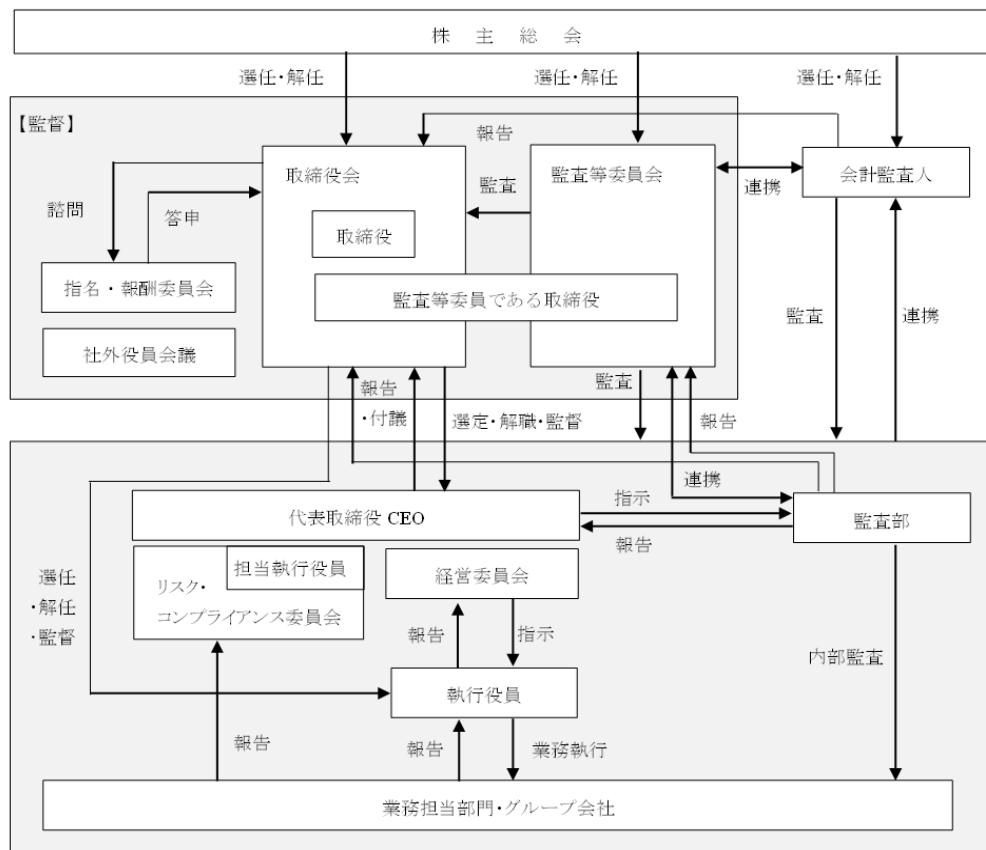 株 主 総 会
選任・解任
選任・解任
選任・解任
【監督】
報告
取締役会
監査等委員会
会計監査人
監査
連携
諮問
答申
取締役
指名・報酬委員会
監査等委員である取締役
社外役員会議
監査
連携
報告
・付議
選定・解職・監督
監査
報告
連携
代表取締役 CEO
指示
報告
監査部
選任
・解任
・監督
担当執行役員
リスク・
コンプライアンス委員会
経営委員会
報告
指示
内部監査
執行役員
報告
報告
業務執行
業務担当部門・グループ会社